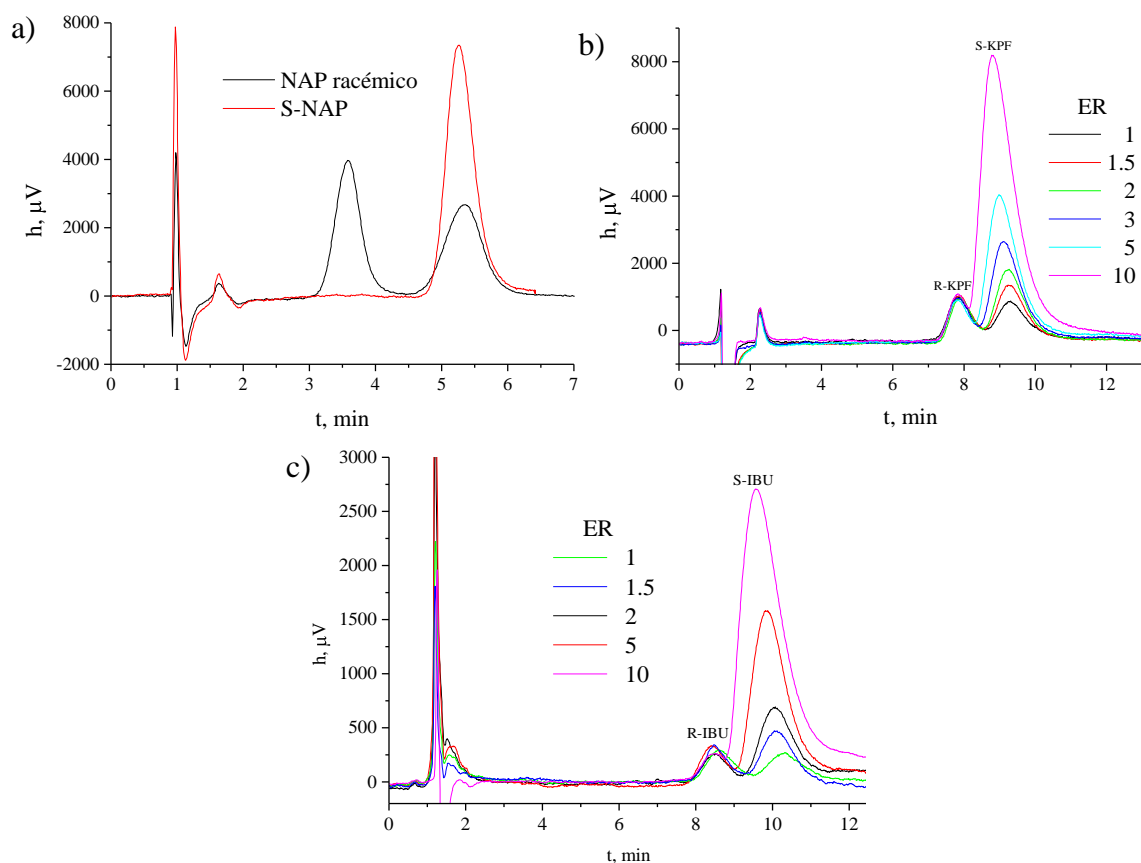 a)
8000
6000
4000
2000
0
-2000
h, µV
NAP racémico
S-NAP
0 1 2 3 4 5 6 7
t, min
b)
8000
6000
4000
2000
0
h, µV
S-KPF
R-KPF
ER
1
1.5
2
3
5
10
0 2 4 6 8 10 12
t, min
c)
3000
2500
2000
1500
1000
500
0
h, µV
S-IBU
R-IBU
ER
1
1.5
2
5
10
0 2 4 6 8 10 12
t, min